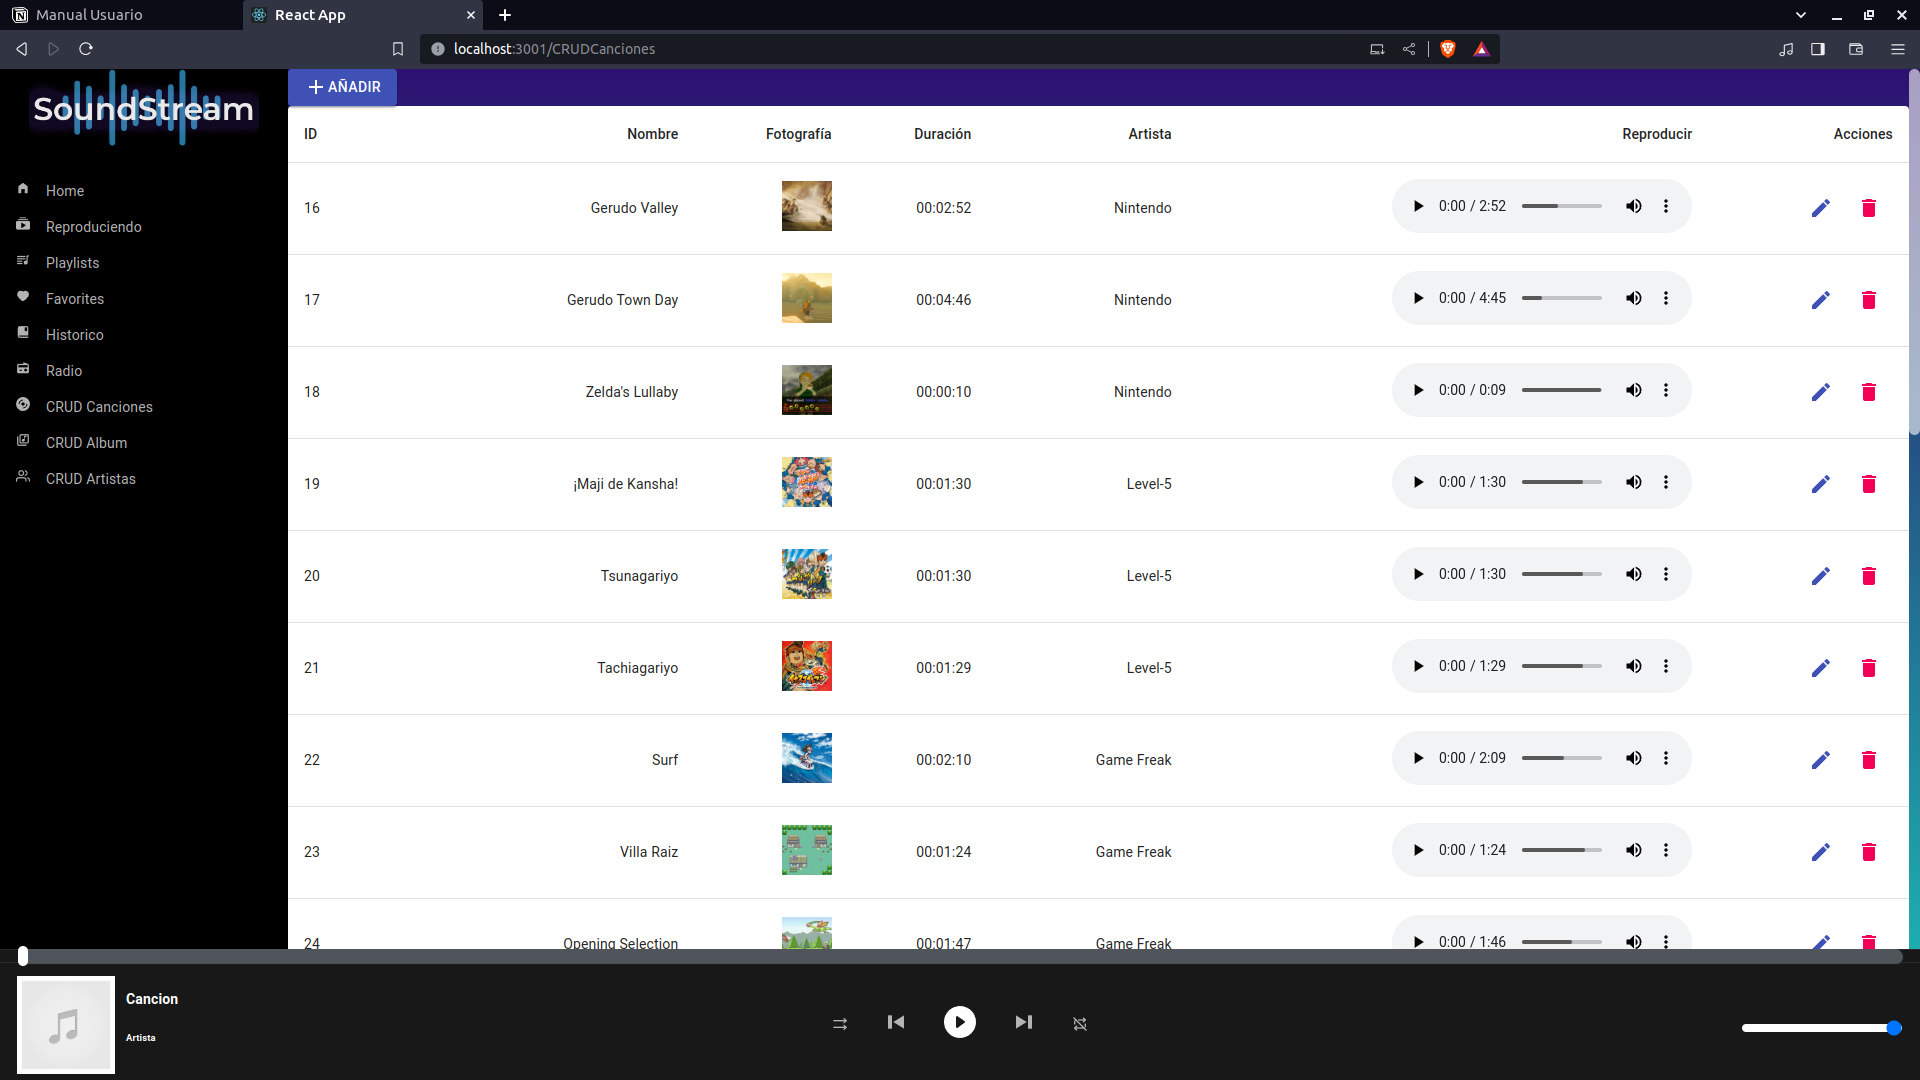 Manual Usuario
React App
localhost:3001/CRUDCanciones
SoundStream
Home
Reproduciendo
Playlists
Favorites
Historico
Radio
CRUD Canciones
CRUD Album
CRUD Artistas
AÑADIR
ID Nombre Fotografía Duración Artista Reproducir Acciones
16 Gerudo Valley 00:02:52 Nintendo 0:00 / 2:52
17 Gerudo Town Day 00:04:46 Nintendo 0:00 / 4:45
18 Zelda's Lullaby 00:00:10 Nintendo 0:00 / 0:09
19 ¡Maji de Kansha! 00:01:30 Level-5 0:00 / 1:30
20 Tsunagariyo 00:01:30 Level-5 0:00 / 1:30
21 Tachiagariyo 00:01:29 Level-5 0:00 / 1:29
22 Surf 00:02:10 Game Freak 0:00 / 2:09
23 Villa Raiz 00:01:24 Game Freak 0:00 / 1:24
24 Opening Selection 00:01:47 Game Freak 0:00 / 1:46
Cancion
Artista